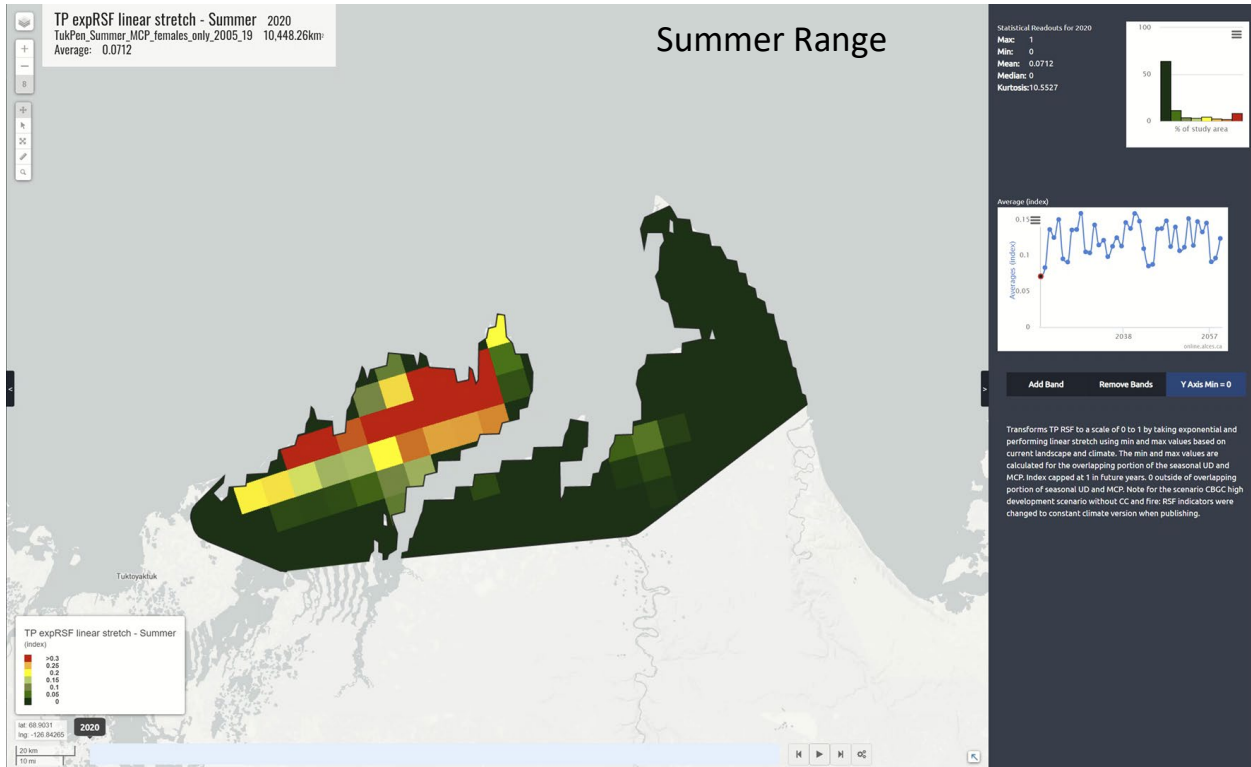 TP expRSF linear stretch - Summer 2020
TukPen_Summer_MCP_females_only_2005_19 10,448.26km²
Average: 0.0712
Summer Range
+
−
8
Statistical Readouts for 2020
Max: 1
Min: 0
Mean: 0.0712
Median: 0
Kurtosis:10.5527
100
50
0
% of study area
Average (index)
0.15
0.1
0.05
0
Averages (index)
2038 2057
online.alces.ca
<
>
Add Band Remove Bands Y Axis Min = 0
Transforms TP RSF to a scale of 0 to 1 by taking exponential and
performing linear stretch using min and max values based on
current landscape and climate. The min and max values are
calculated for the overlapping portion of the seasonal UD and
MCP. Index capped at 1 in future years. 0 outside of overlapping
portion of seasonal UD and MCP. Note for the scenario CBGC high
development scenario without CC and fire: RSF indicators were
changed to constant climate version when publishing.
Tuktoyaktuk
TP expRSF linear stretch - Summer
(index)
>0.3
0.25
0.2
0.15
0.1
0.05
0
lat: 68.9031
lng: -126.84265
2020
20 km
10 mi